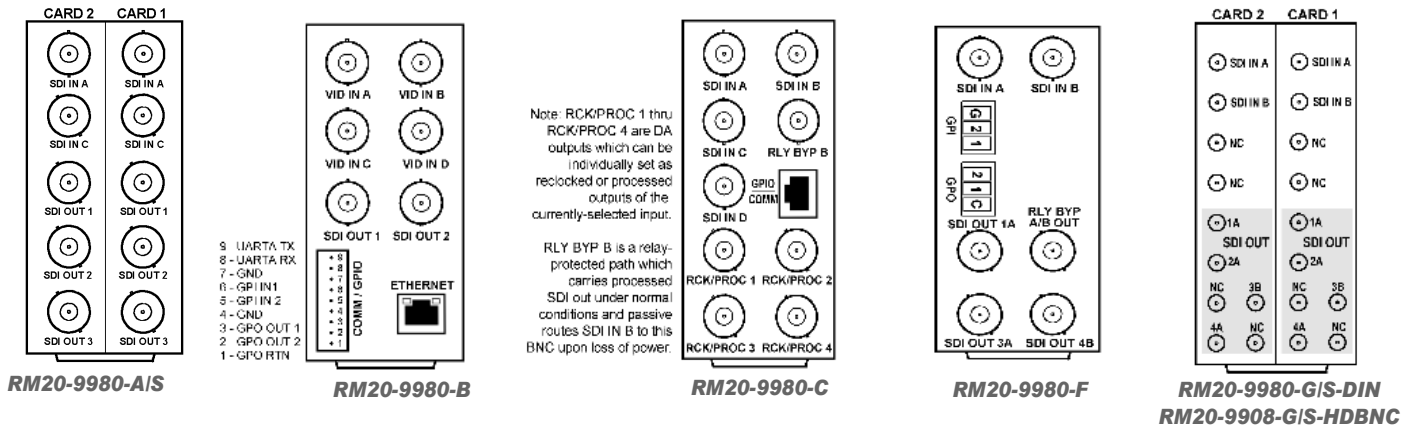 CARD 2 CARD 1
SDI IN A SDI IN A
SDI IN C SDI IN C
SDI OUT 1 SDI OUT 1
SDI OUT 2 SDI OUT 2
SDI OUT 3 SDI OUT 3
RM20-9980-A/S
VID IN A VID IN B
VID IN C VID IN D
SDI OUT 1 SDI OUT 2
9 - UARTA TX
8 - UARTA RX
7 - GND
6 - GPI IN1
5 - GPI IN 2
4 - GND
3 - GPO OUT 1
2 GPO OUT 2
1 - GPO RTN
COMM / GPIO
ETHERNET
RM20-9980-B
Note: RCK/PROC 1 thru
RCK/PROC 4 are DA
outputs which can be
individually set as
reclocked or processed
outputs of the
currently-selected input.
RLY BYP B is a relay-
protected path which
carries processed
SDI out under normal
conditions and passive
routes SDI IN B to this
BNC upon loss of power.
SDI IN A SDI IN B
SDI IN C RLY BYP B
SDI IN D
GPIO
COMM
RCK/PROC 1 RCK/PROC 2
RCK/PROC 3 RCK/PROC 4
RM20-9980-C
SDI IN A SDI IN B
GPI
G
2
1
GPO
2
1
C
SDI OUT 1A
RLY BYP
A/B OUT
SDI OUT 3A SDI OUT 4B
RM20-9980-F
CARD 2 CARD 1
SDI IN A SDI IN A
SDI IN B SDI IN B
NC NC
NC NC
1A 1A
SDI OUT SDI OUT
2A 2A
NC 3B NC 3B
4A NC 4A NC
RM20-9980-G/S-DIN
RM20-9908-G/S-HDBNC